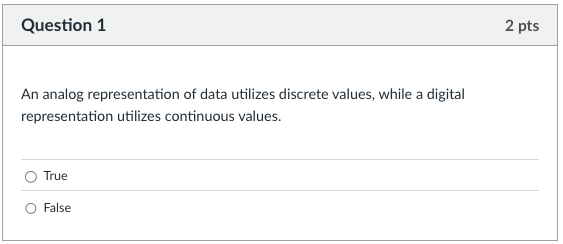 Question 1
2 pts
An analog representation of data utilizes discrete values, while a digital
representation utilizes continuous values.
True
False